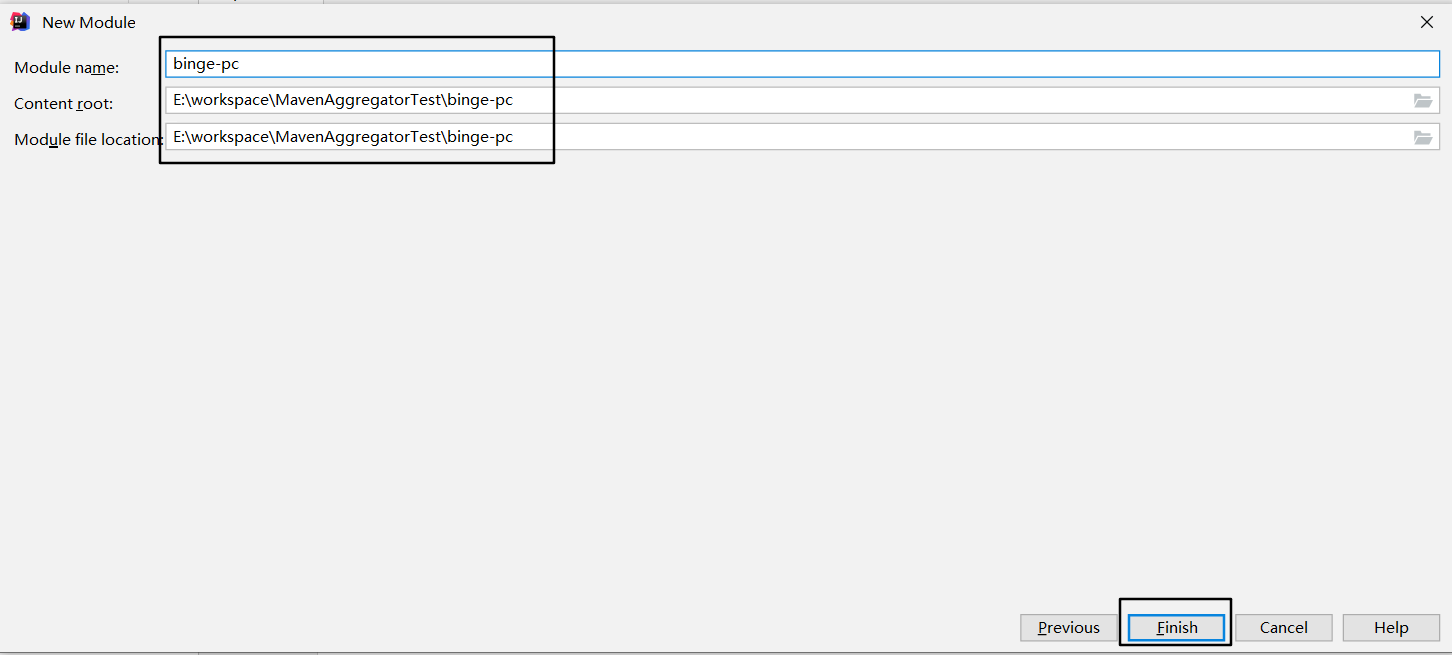 New Module
Module name: binge-pc
Content root: E:\workspace\MavenAggregatorTest\binge-pc
Module file location: E:\workspace\MavenAggregatorTest\binge-pc
Previous Finish Cancel Help